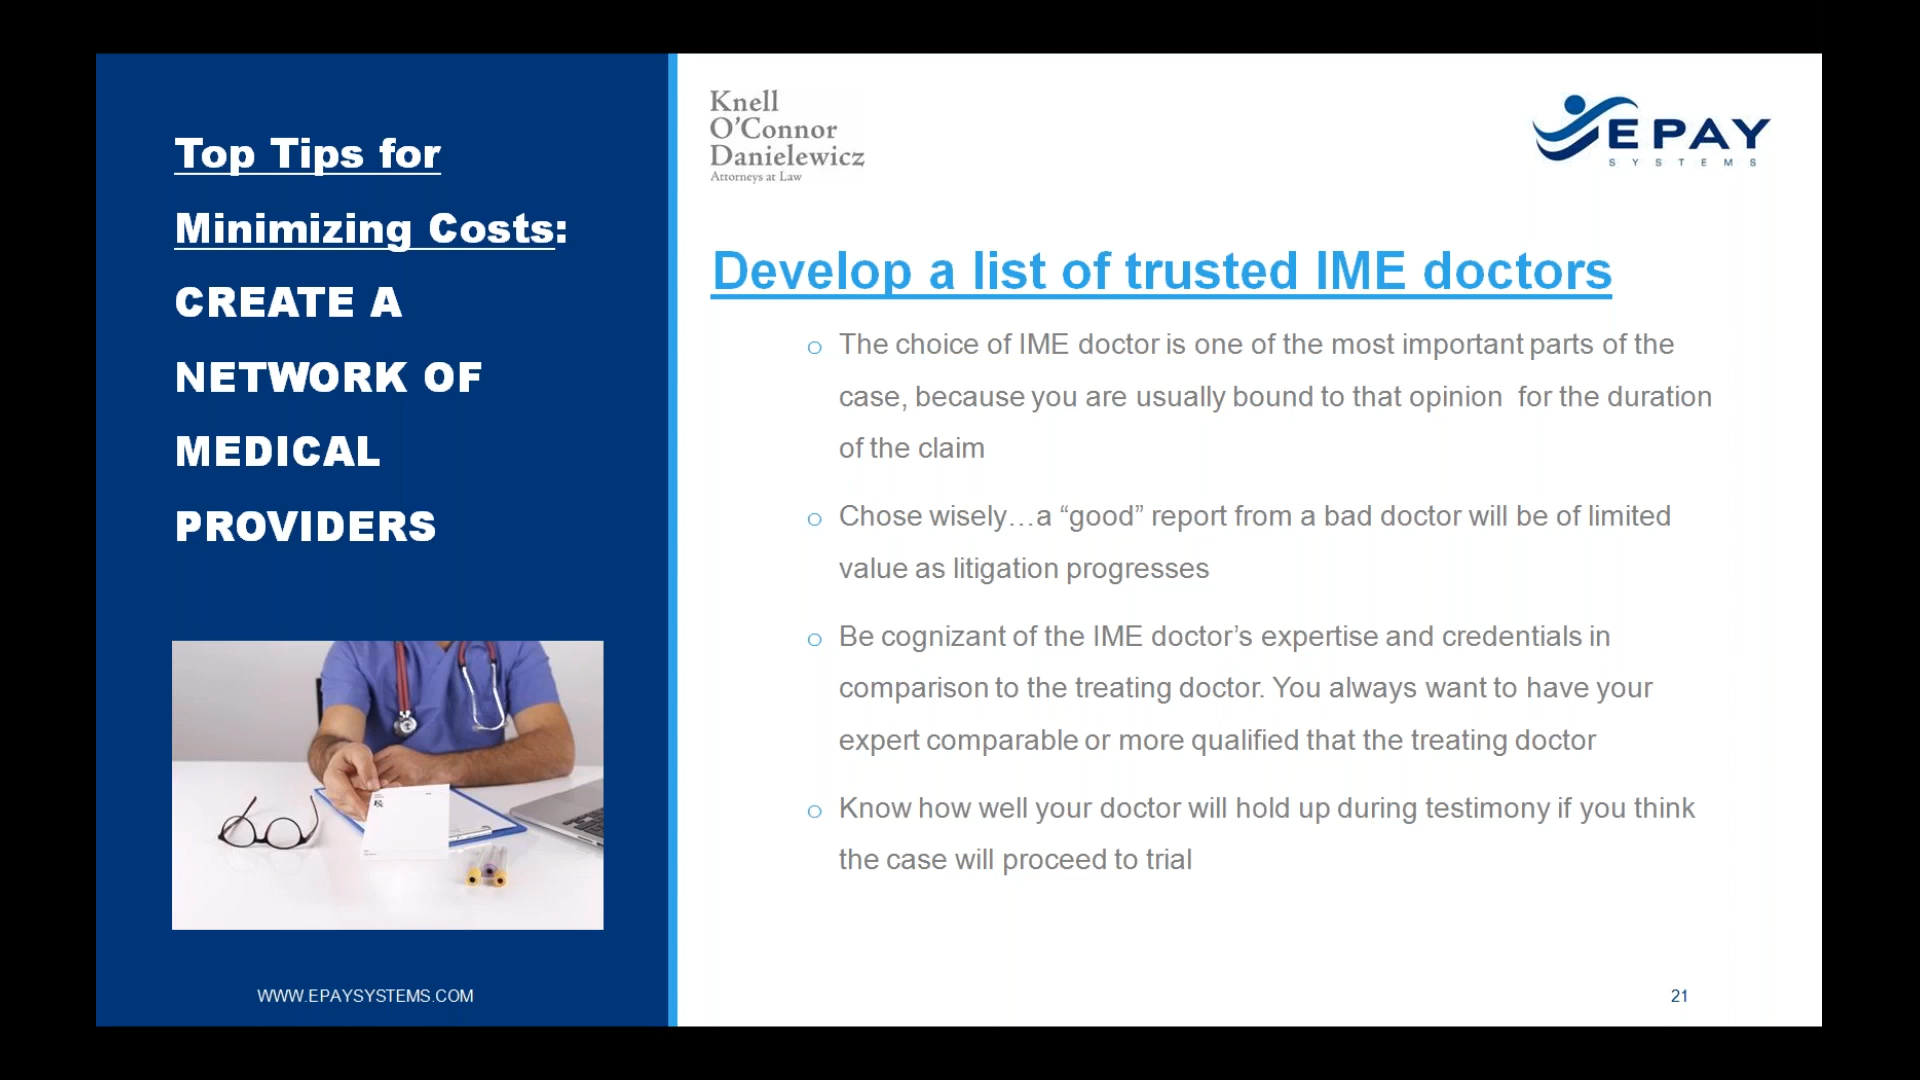 Top Tips for
Minimizing Costs:
CREATE A
NETWORK OF
MEDICAL
PROVIDERS
WWW.EPAYSYSTEMS.COM
Knell
O'Connor
Danielewicz
Attorneys at Law
EPAY
SYSTEMS
Develop a list of trusted IME doctors
o The choice of IME doctor is one of the most important parts of the
case, because you are usually bound to that opinion for the duration
of the claim
o Chose wisely…a “good” report from a bad doctor will be of limited
value as litigation progresses
o Be cognizant of the IME doctor’s expertise and credentials in
comparison to the treating doctor. You always want to have your
expert comparable or more qualified that the treating doctor
o Know how well your doctor will hold up during testimony if you think
the case will proceed to trial
21